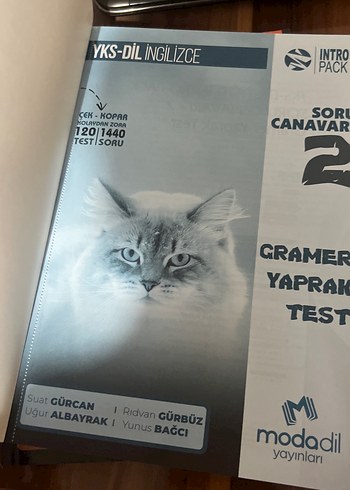 YKS-DİL İNGİLİZCE
INTRO
PACK
ÇEK - KOPAR
KOLAYDAN ZORA
120 1440
TEST SORU
SORU
CANAVARI
2
GRAMER
YAPRAK
TEST
Suat GÜRCAN I Rıdvan GÜRBÜZ
Uğur ALBAYRAK I Yunus BAĞCI
modadil
yayınları